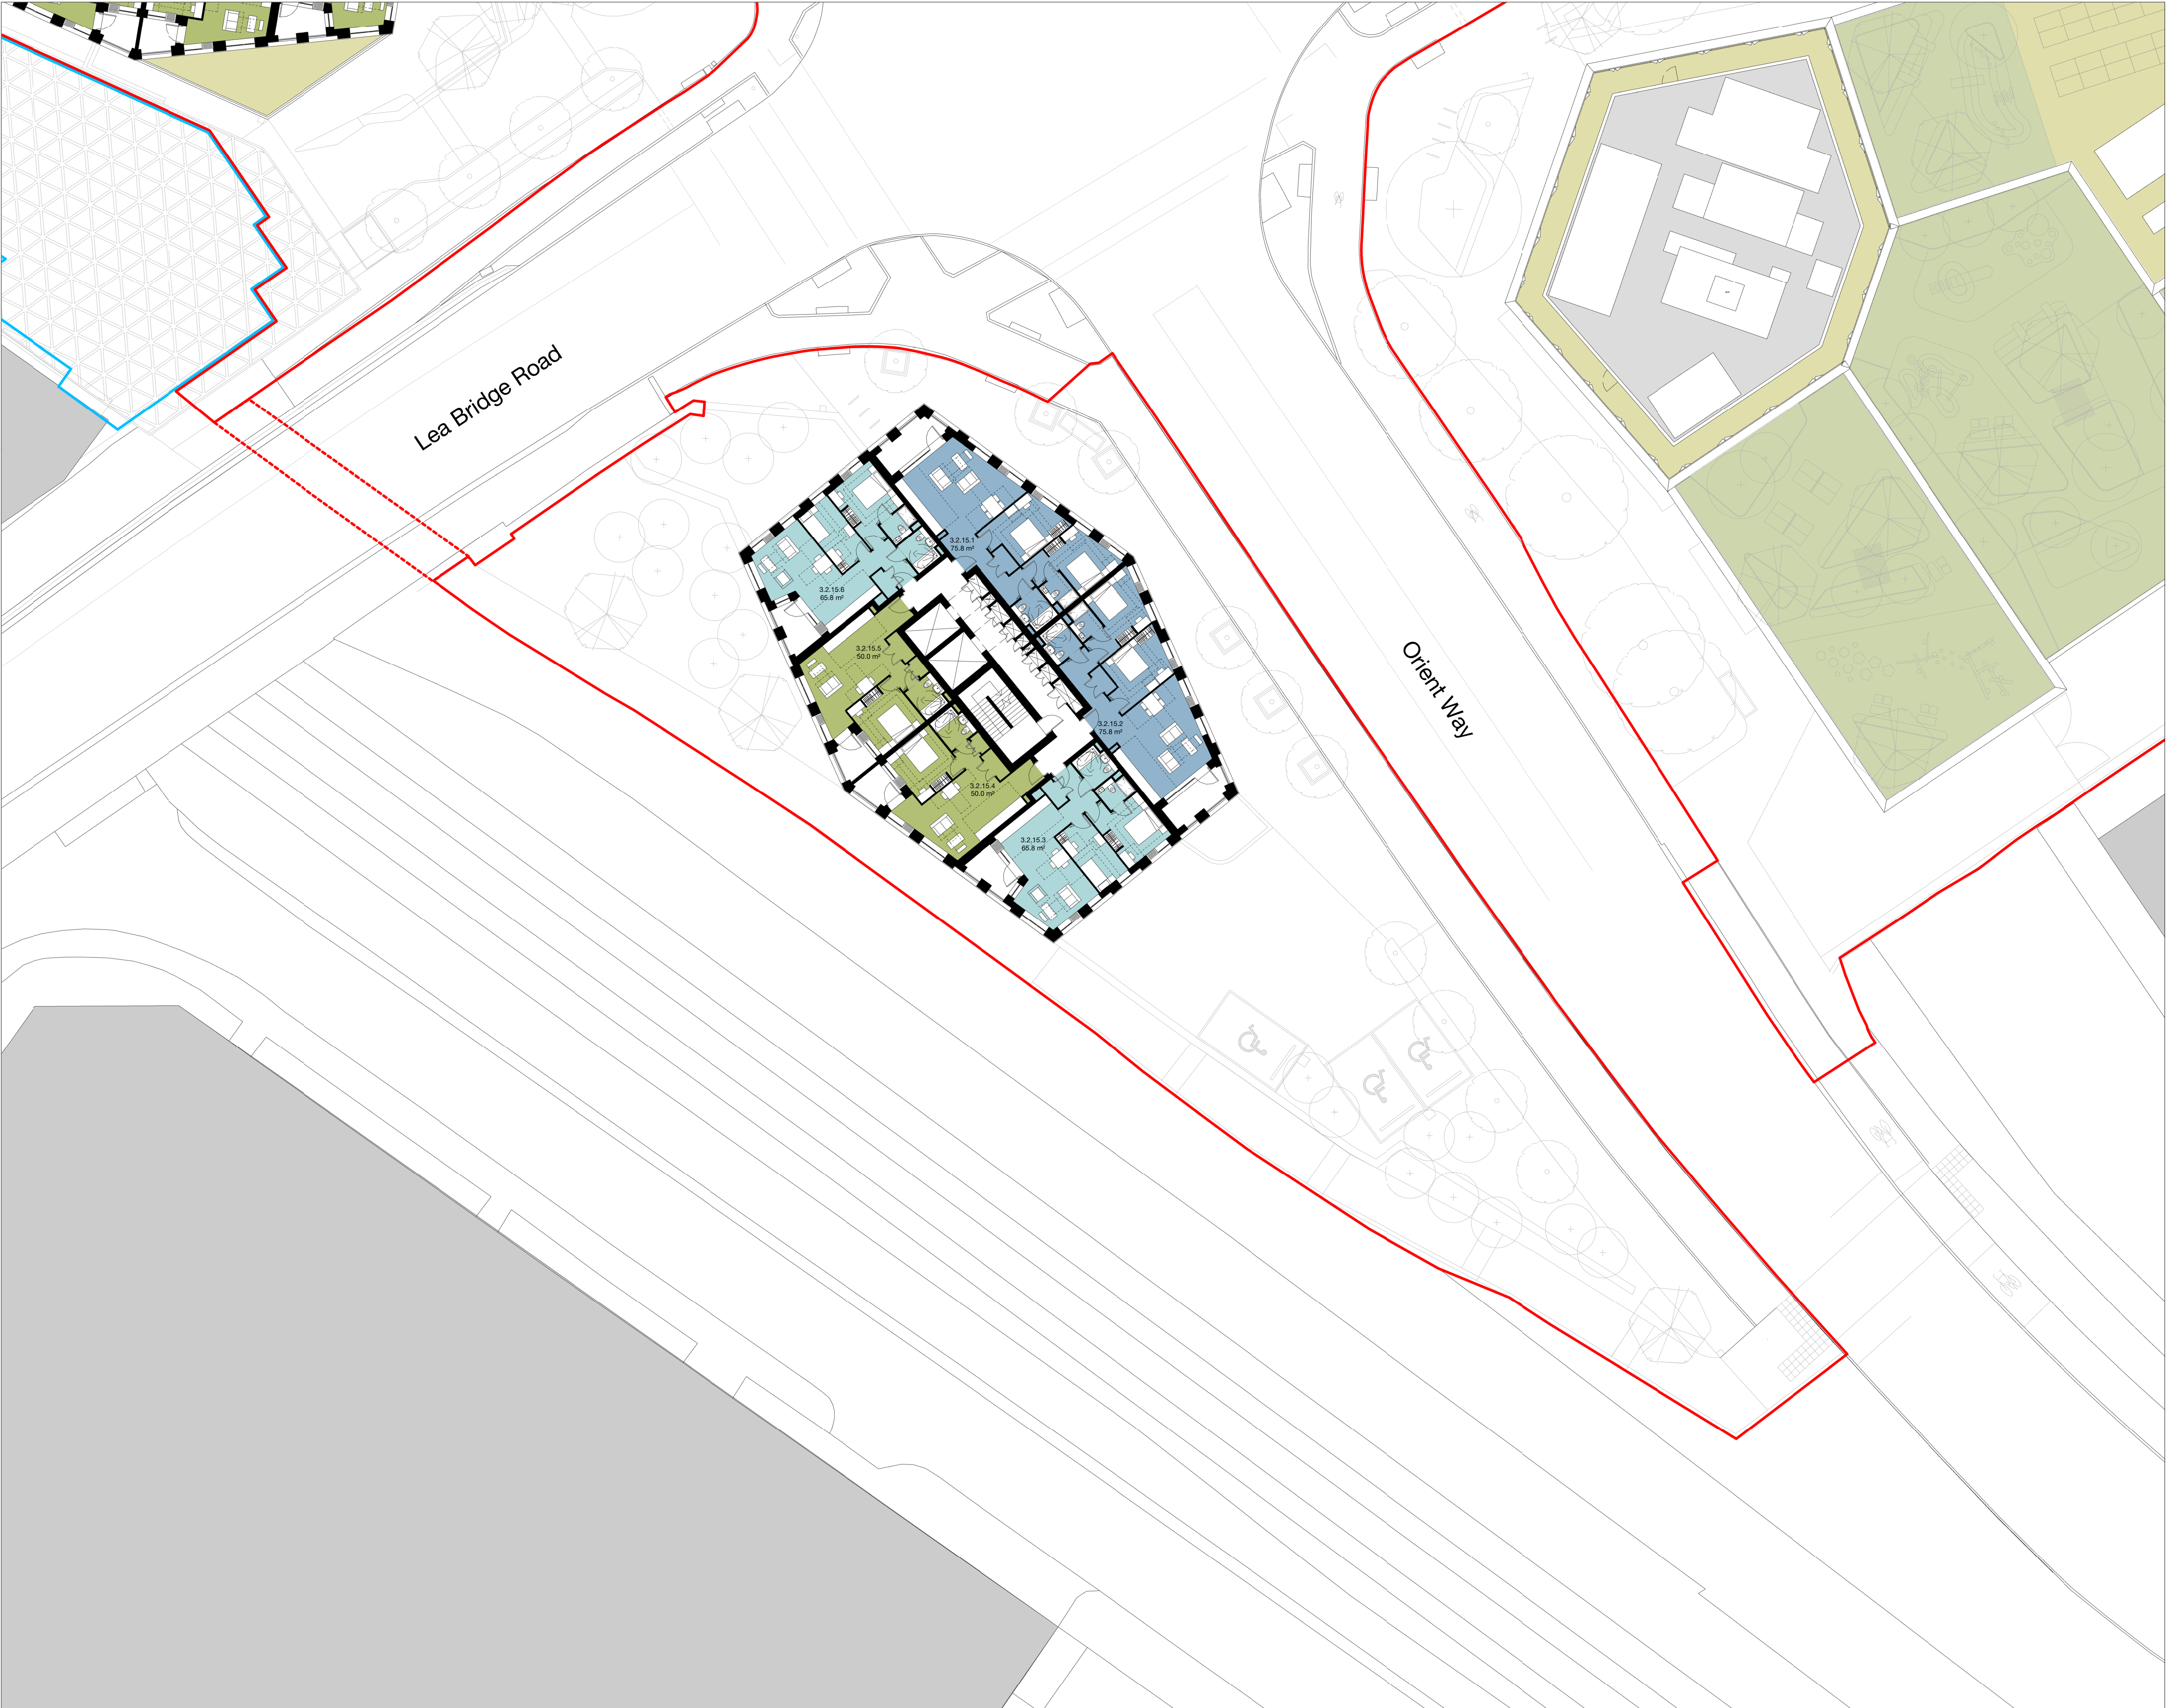 Lea Bridge Road
3.2.15.1
75.8 m²
3.2.15.6
65.8 m²
3.2.15.5
50.0 m²
Orient Way
3.2.15.2
75.8 m²
3.2.15.4
50.0 m²
3.2.15.3
65.8 m²